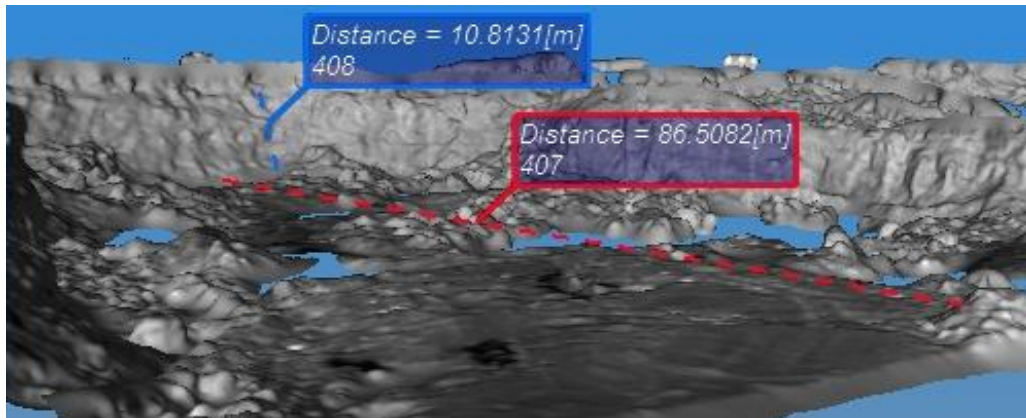 Distance = 10.8131[m]
408
Distance = 86.5082[m]
407